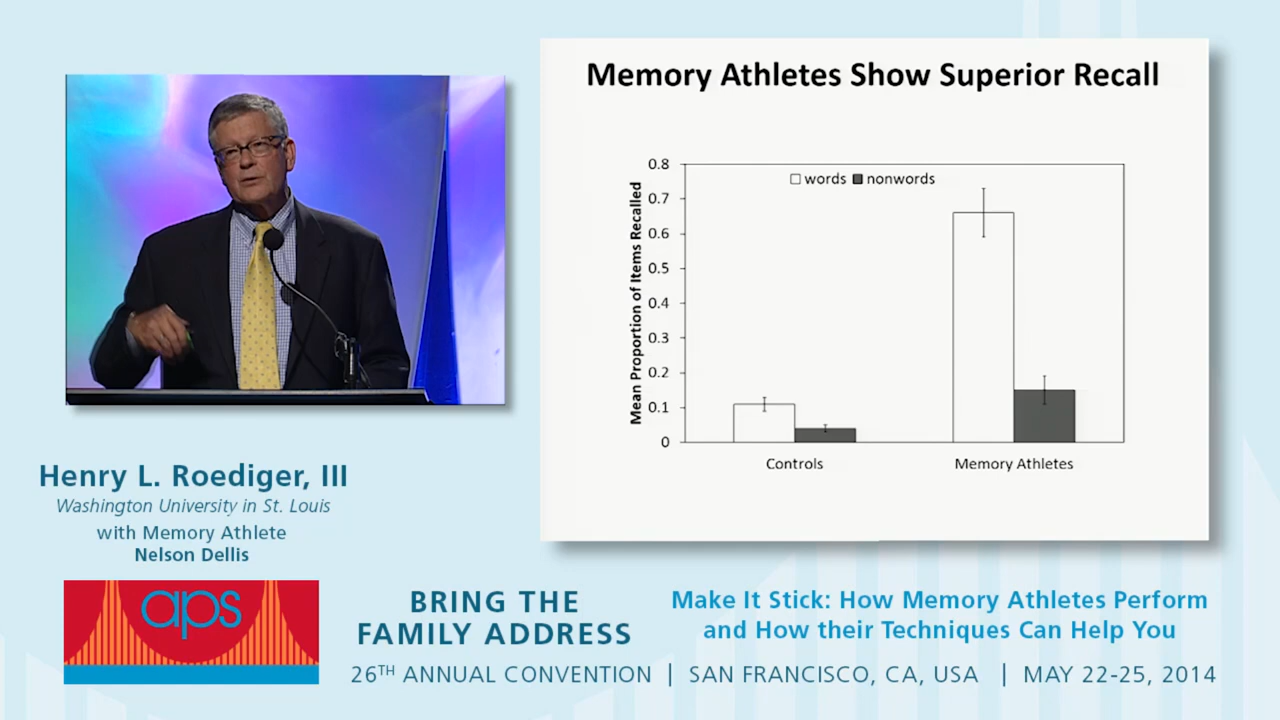 Memory Athletes Show Superior Recall
Mean Proportion of Items Recalled
0.8
0.7
0.6
0.5
0.4
0.3
0.2
0.1
0
words nonwords
Controls Memory Athletes
Henry L. Roediger, III
Washington University in St. Louis
with Memory Athlete
Nelson Dellis
aps
BRING THE
FAMILY ADDRESS
Make It Stick: How Memory Athletes Perform
and How their Techniques Can Help You
26TH ANNUAL CONVENTION | SAN FRANCISCO, CA, USA | MAY 22-25, 2014